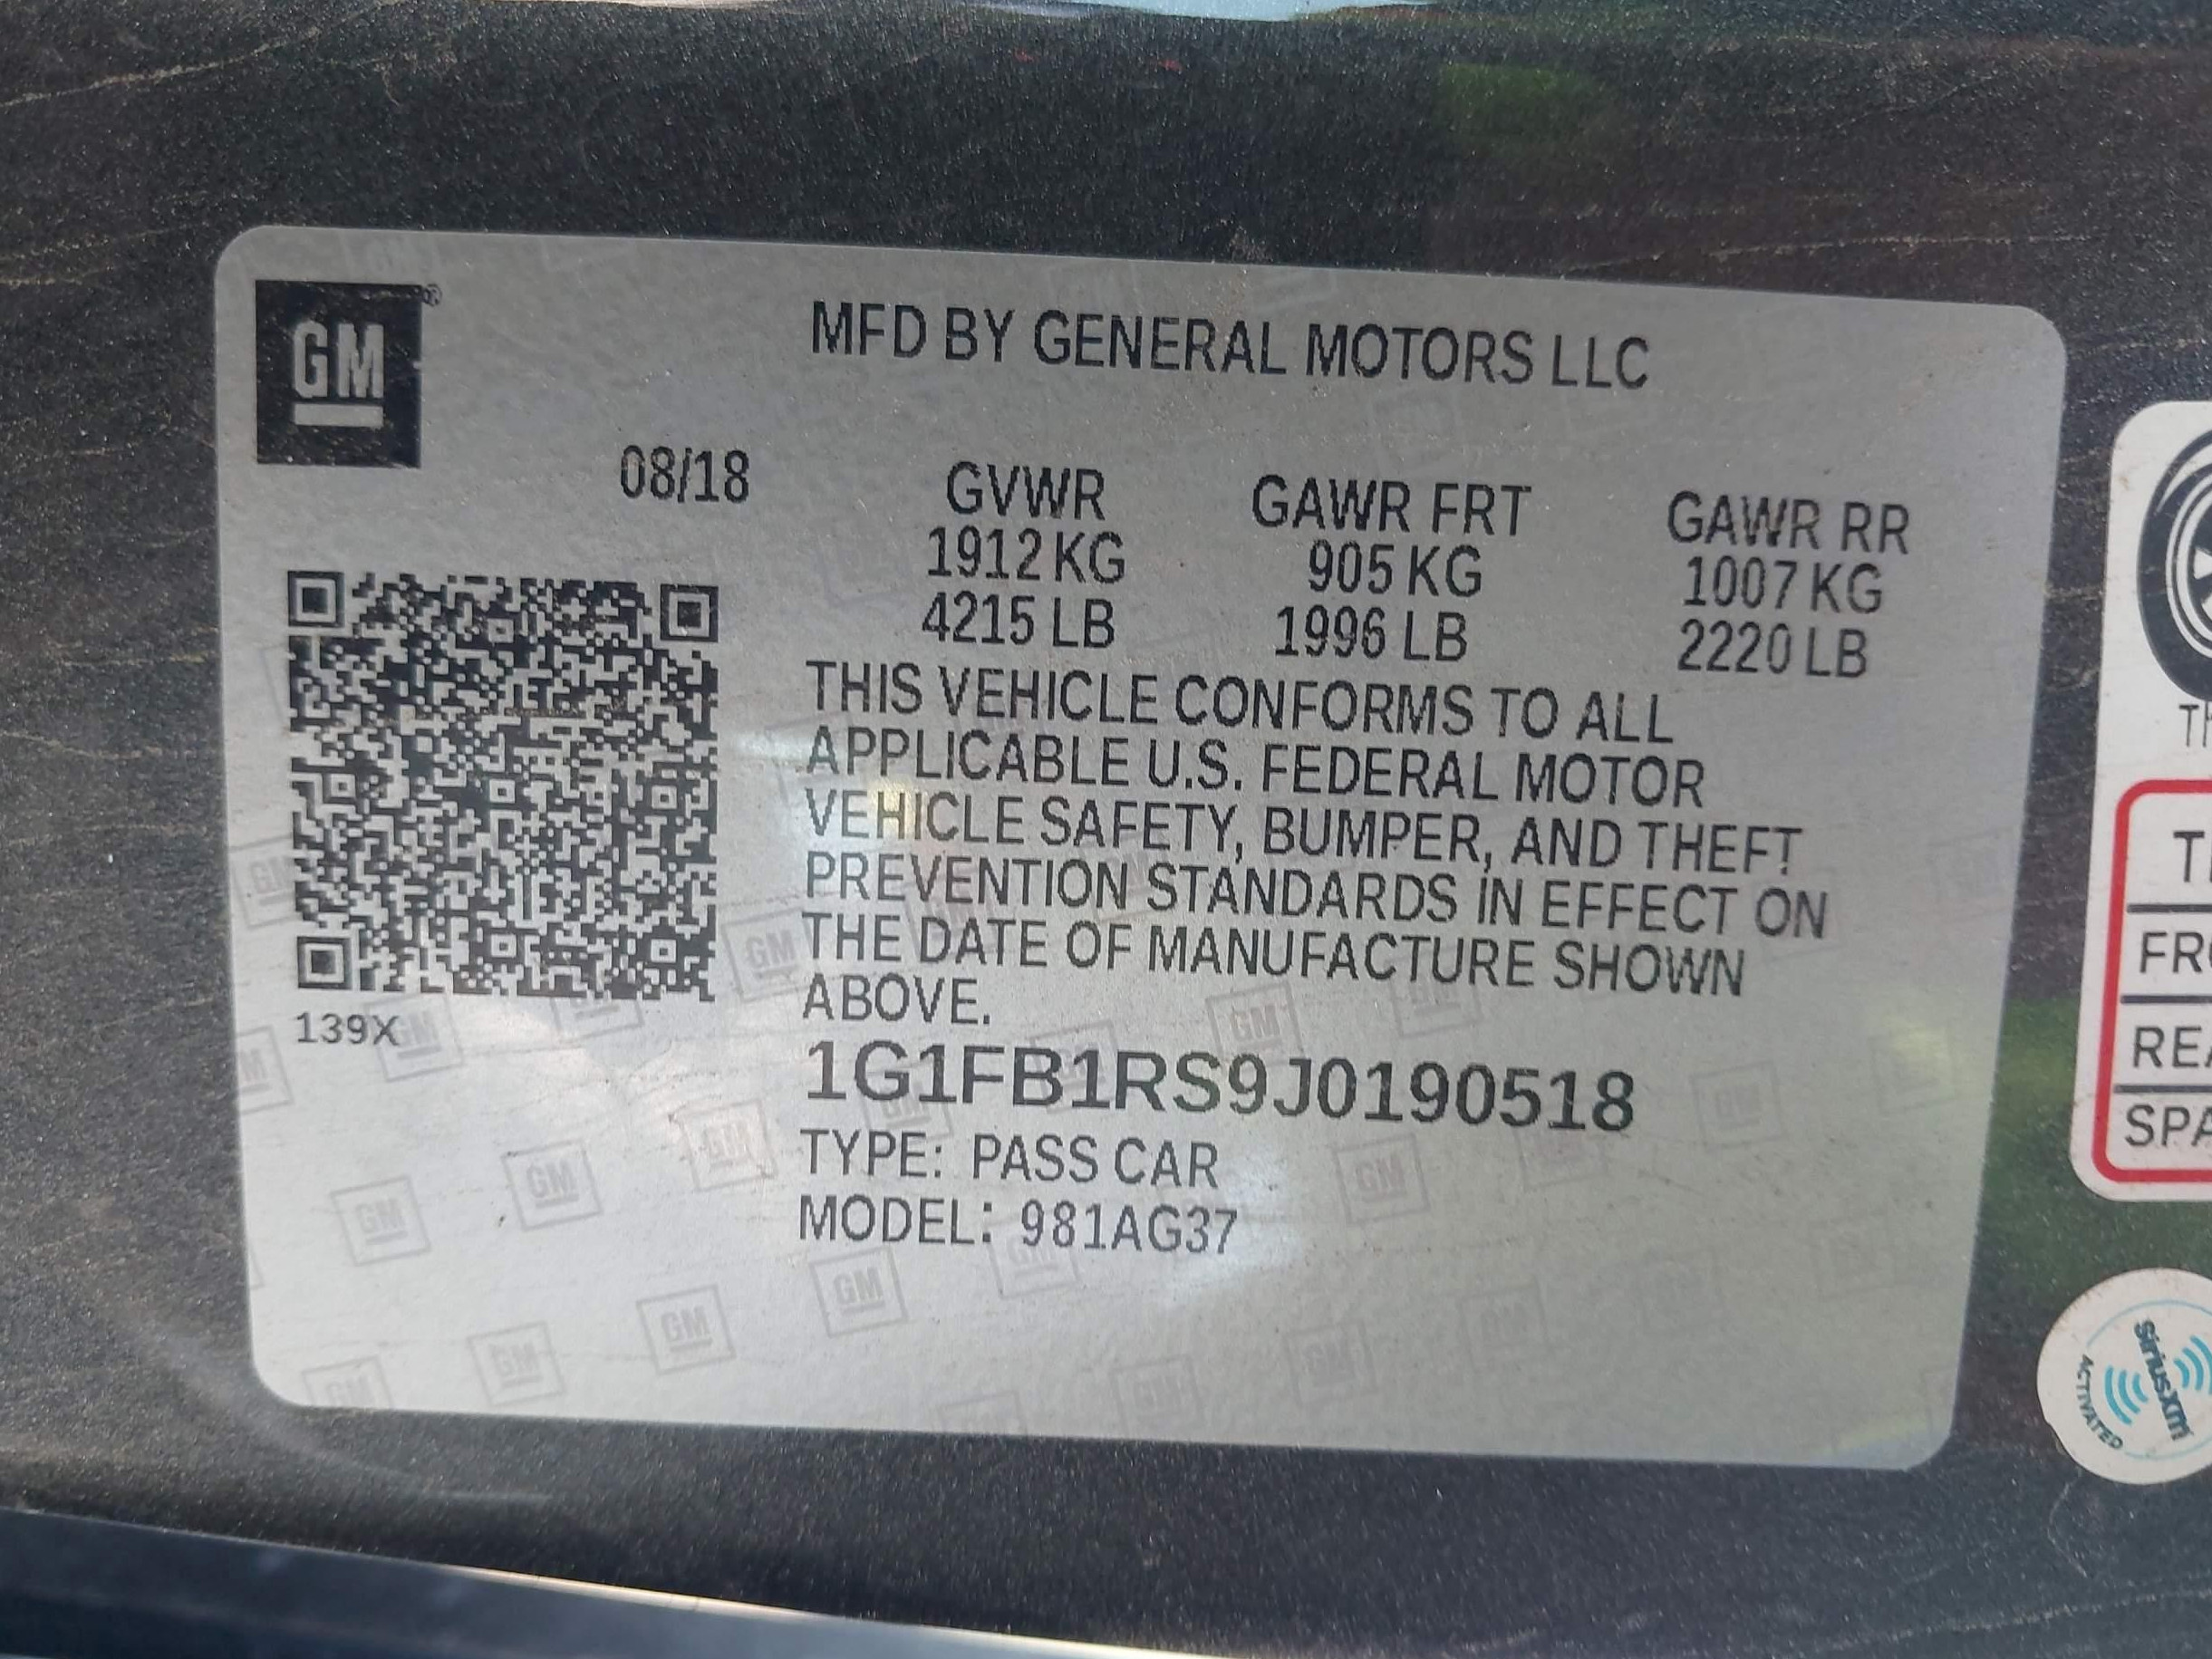 GM
MFD BY GENERAL MOTORS LLC
08/18
GVWR GAWR FRT GAWR RR
1912 KG 905 KG 1007 KG
4215 LB 1996 LB 2220 LB
THIS VEHICLE CONFORMS TO ALL
APPLICABLE U.S. FEDERAL MOTOR
VEHICLE SAFETY, BUMPER, AND THEFT
PREVENTION STANDARDS IN EFFECT ON
THE DATE OF MANUFACTURE SHOWN
ABOVE.
139X
1G1FB1RS9J0190518
TYPE: PASS CAR
MODEL: 981AG37
SiriusXm
ACTIVATED